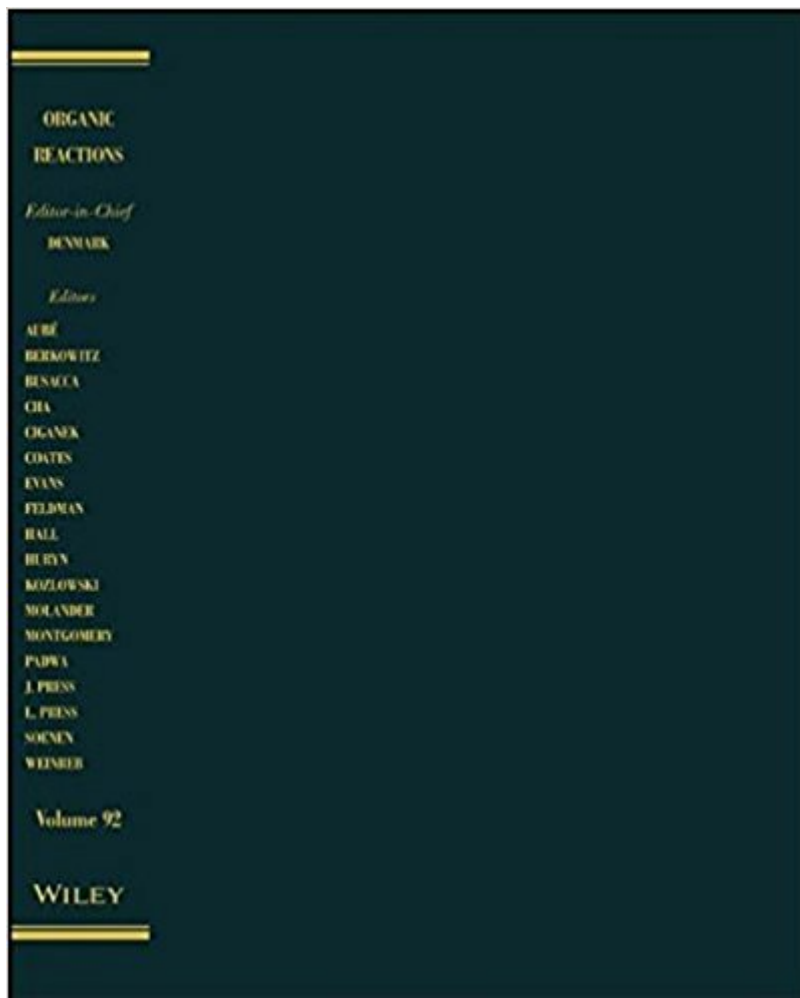 ORGANIC
REACTIONS
Editor-in-Chief
DENMARK
Editors
AUBÉ
BERKOWITZ
BUSACCA
CHA
CIGANEK
COATES
EVANS
FELDMAN
HALL
HURYN
KOZLOWSKI
MOLANDER
MONTGOMERY
PADWA
J. PRESS
L. PRESS
SOENEN
WEINREB
Volume 92
WILEY